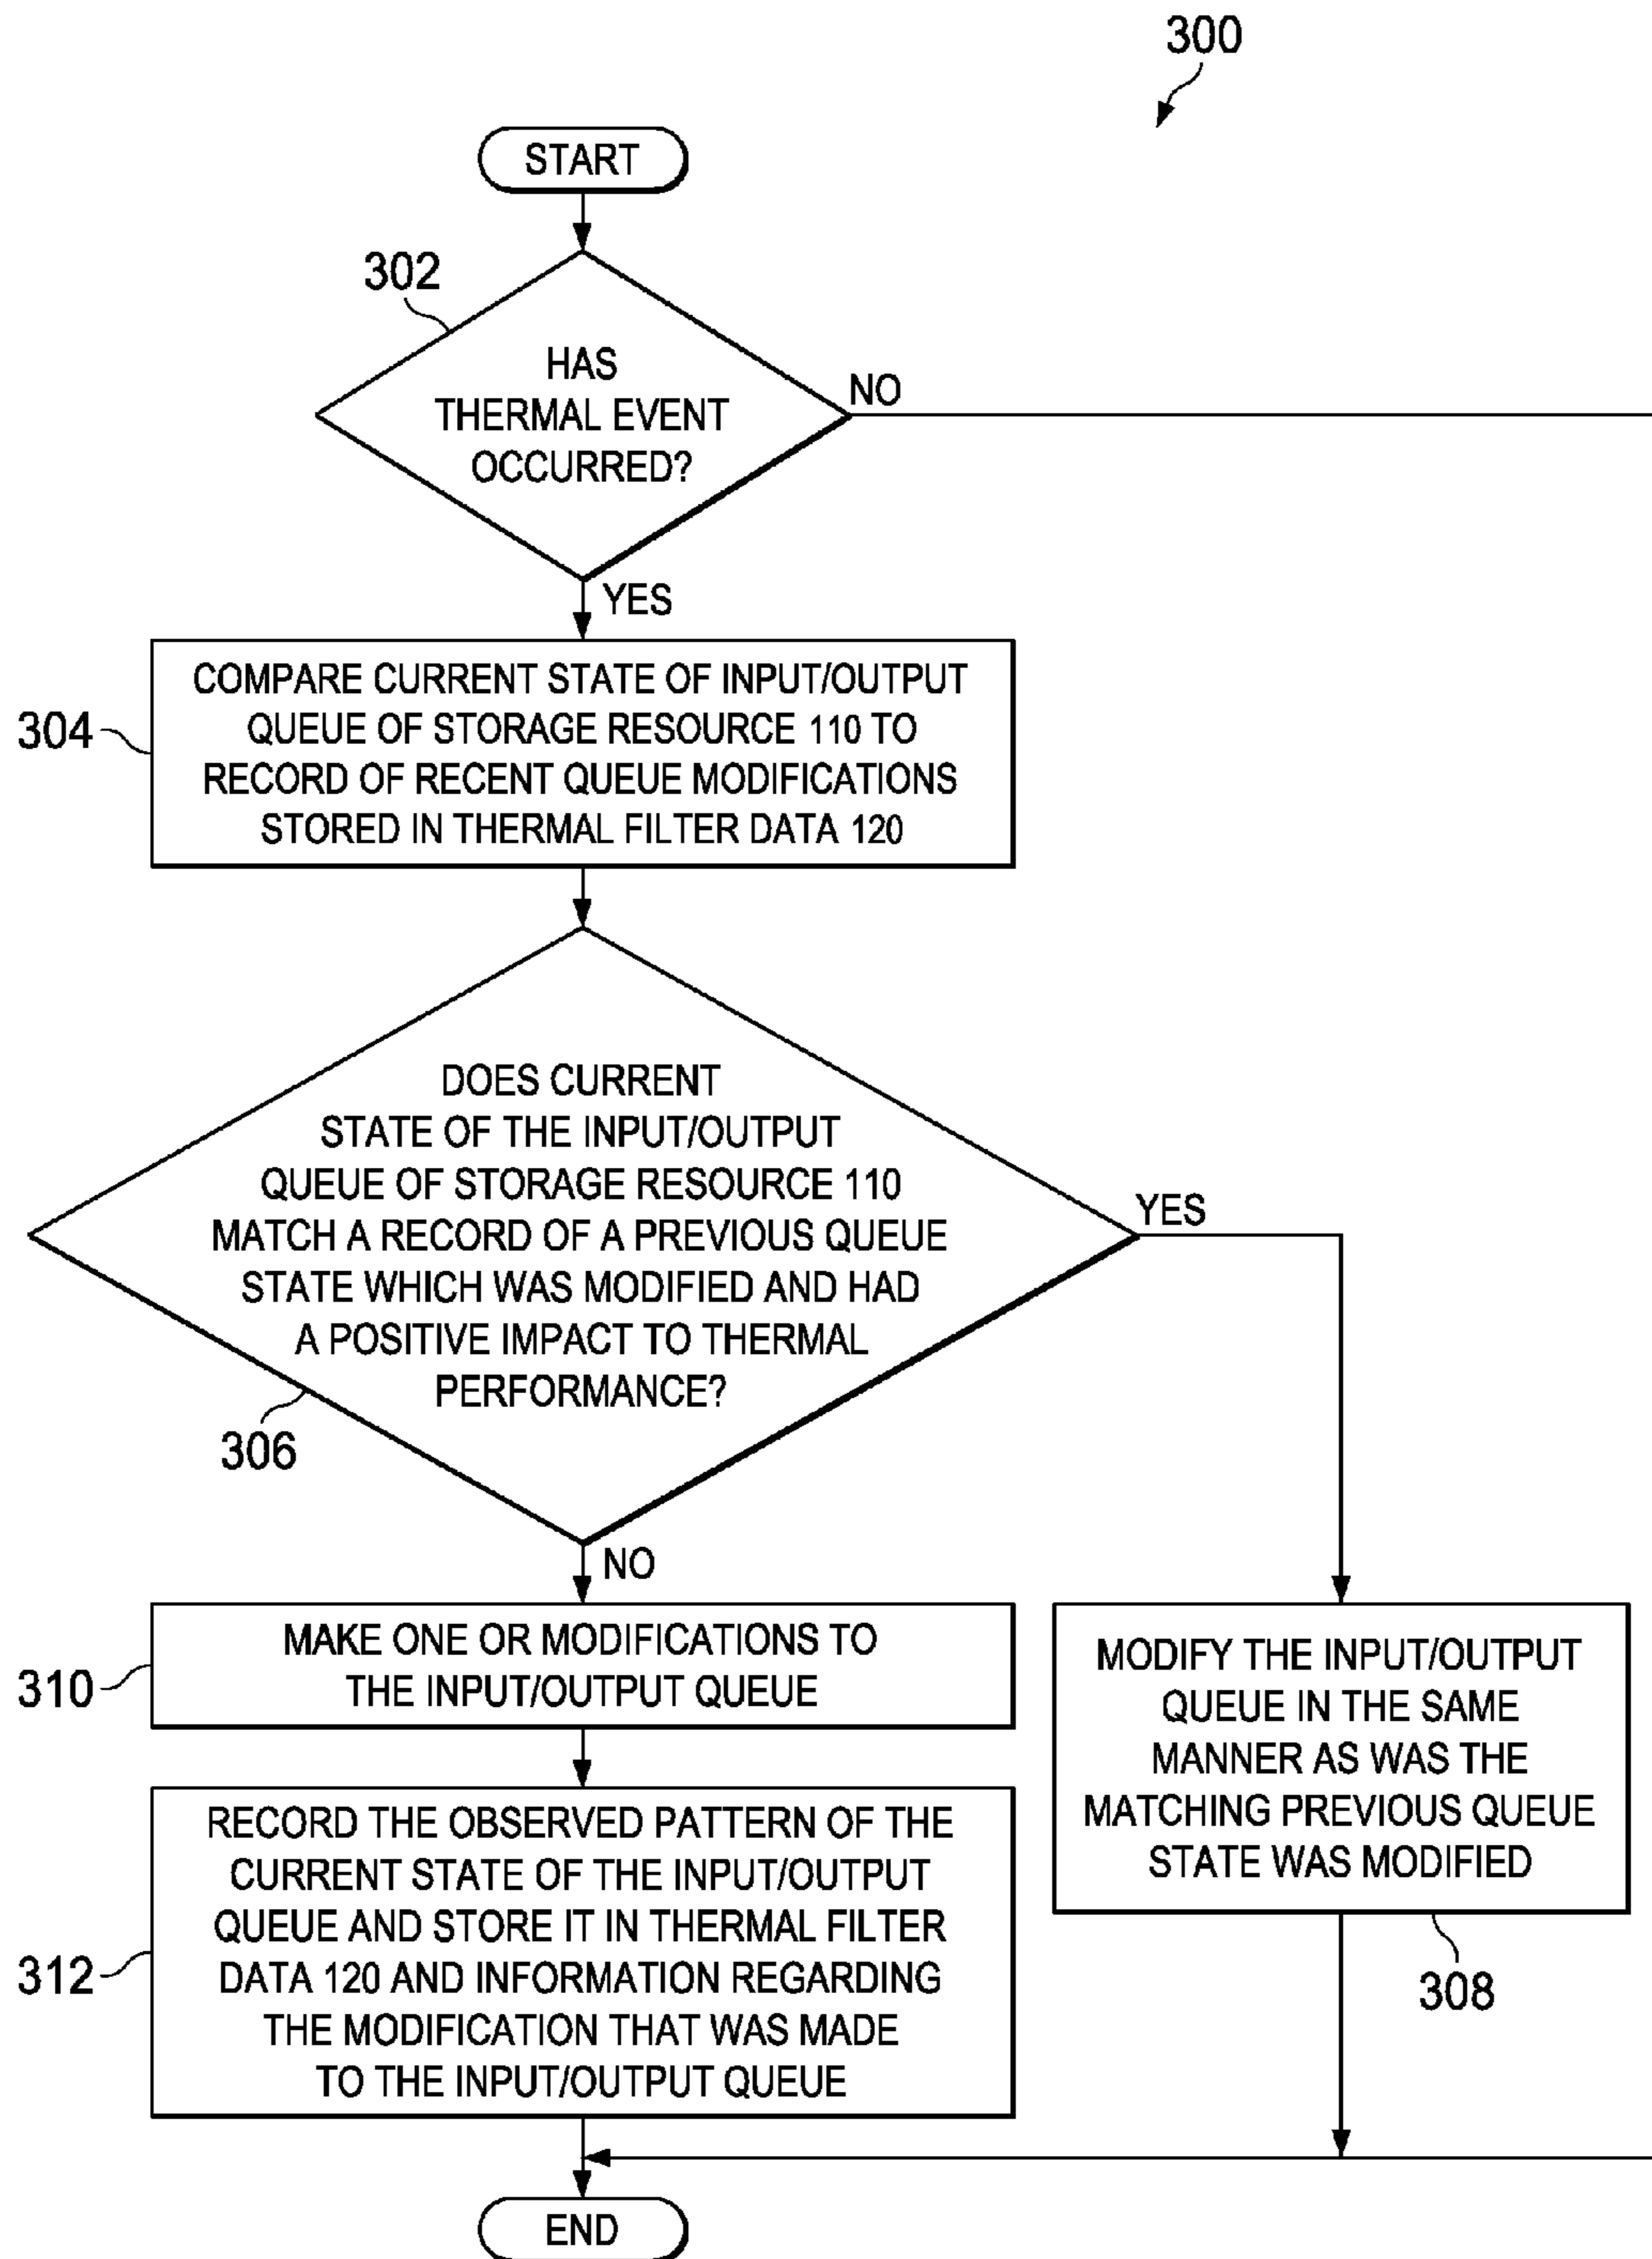 300
START
302
HAS
THERMAL EVENT
OCCURRED?
NO
YES
304
COMPARE CURRENT STATE OF INPUT/OUTPUT
QUEUE OF STORAGE RESOURCE 110 TO
RECORD OF RECENT QUEUE MODIFICATIONS
STORED IN THERMAL FILTER DATA 120
DOES CURRENT
STATE OF THE INPUT/OUTPUT
QUEUE OF STORAGE RESOURCE 110
MATCH A RECORD OF A PREVIOUS QUEUE
STATE WHICH WAS MODIFIED AND HAD
A POSITIVE IMPACT TO THERMAL
PERFORMANCE?
306
YES
NO
310
MAKE ONE OR MODIFICATIONS TO
THE INPUT/OUTPUT QUEUE
MODIFY THE INPUT/OUTPUT
QUEUE IN THE SAME
MANNER AS WAS THE
MATCHING PREVIOUS QUEUE
STATE WAS MODIFIED
308
312
RECORD THE OBSERVED PATTERN OF THE
CURRENT STATE OF THE INPUT/OUTPUT
QUEUE AND STORE IT IN THERMAL FILTER
DATA 120 AND INFORMATION REGARDING
THE MODIFICATION THAT WAS MADE
TO THE INPUT/OUTPUT QUEUE
END